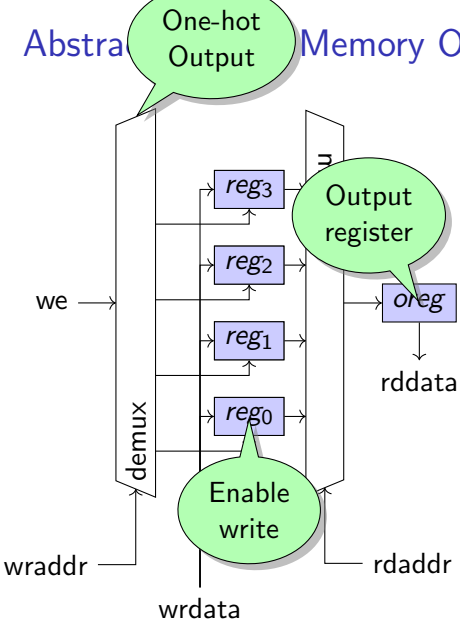 One-hot
Output
Memory
reg3
Output
register
reg2
we
oreg
reg1
rddata
reg0
demux
Enable
write
wraddr
rdaddr
wrdata